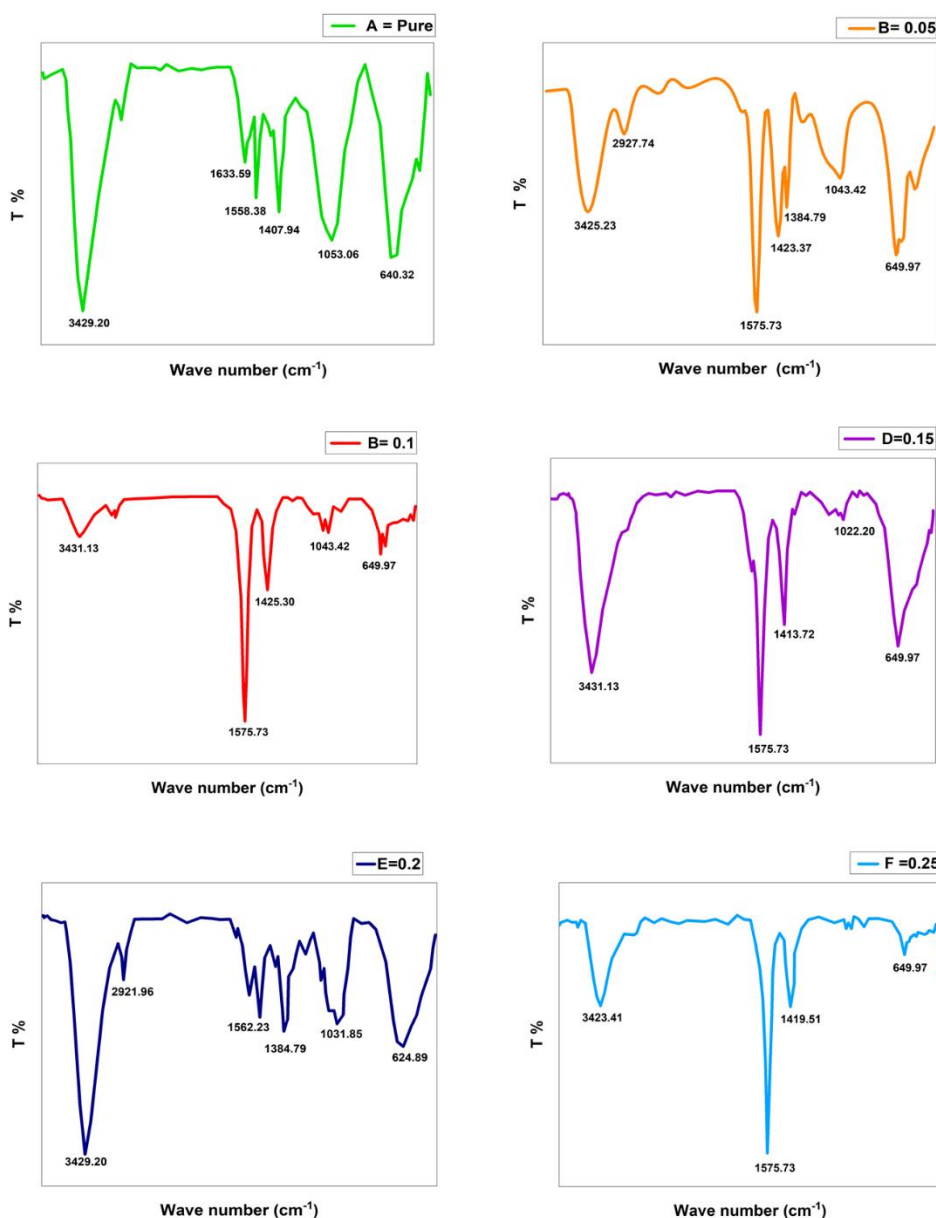 A = Pure
T %
1633.59
1558.38
1407.94
1053.06
640.32
3429.20
Wave number (cm⁻¹)
B= 0.05
T %
2927.74
3425.23
1043.42
1384.79
1423.37
649.97
1575.73
Wave number (cm⁻¹)
B= 0.1
T %
3431.13
1043.42
649.97
1425.30
1575.73
Wave number (cm⁻¹)
D=0.15
T %
1022.20
1413.72
649.97
3431.13
1575.73
Wave number (cm⁻¹)
E=0.2
T %
2921.96
1562.23
1384.79
1031.85
624.89
3429.20
Wave number (cm⁻¹)
F =0.25
T %
649.97
3423.41
1419.51
1575.73
Wave number (cm⁻¹)